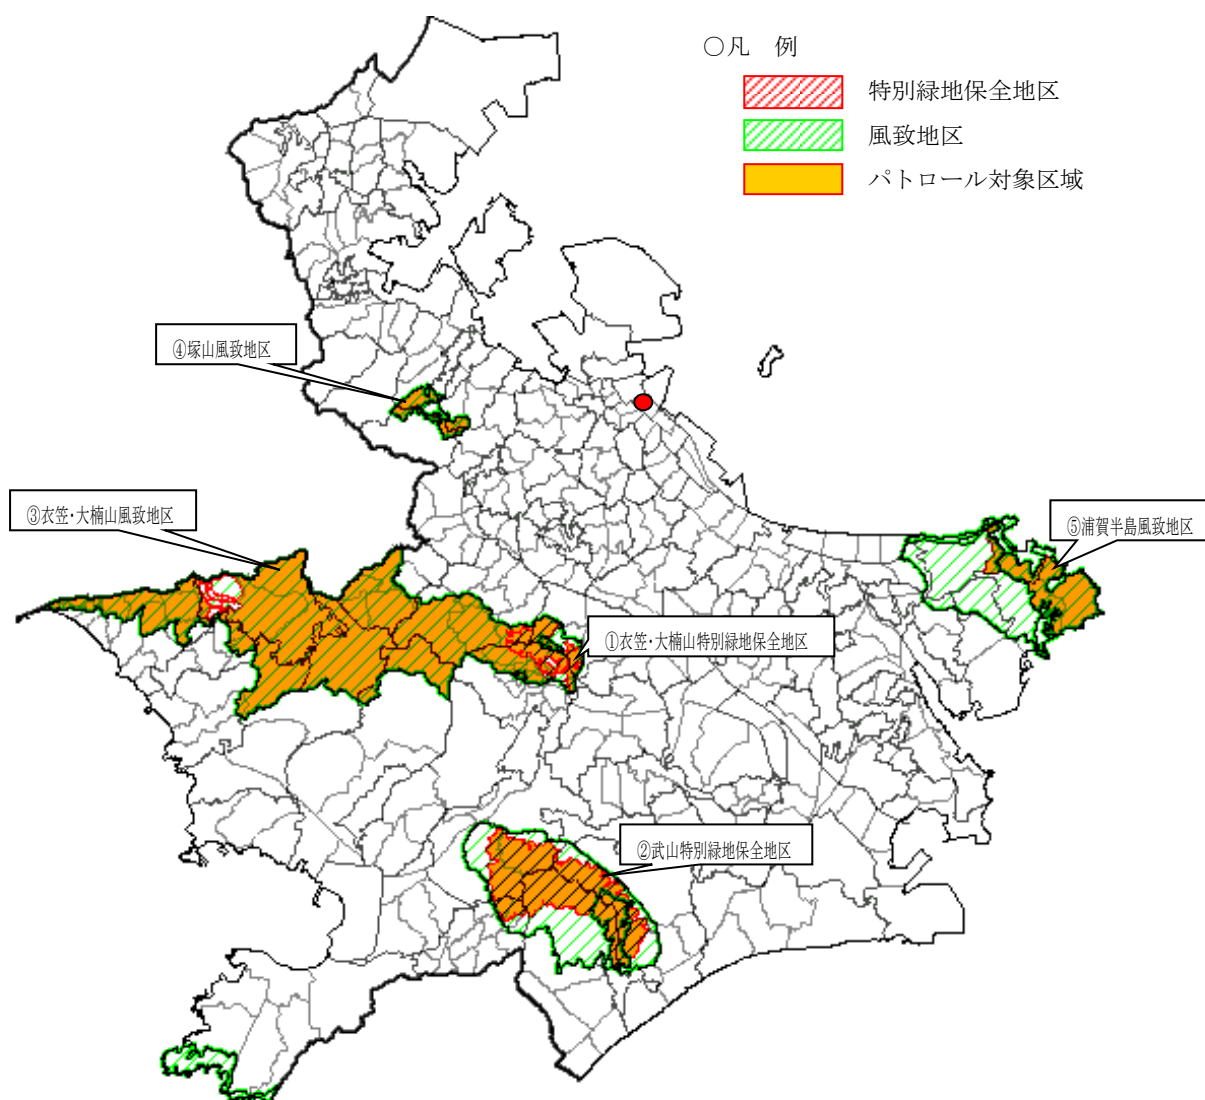 ○凡　例
特別緑地保全地区
風致地区
パトロール対象区域
④塚山風致地区
③衣笠・大楠山風致地区
⑤浦賀半島風致地区
①衣笠・大楠山特別緑地保全地区
②武山特別緑地保全地区